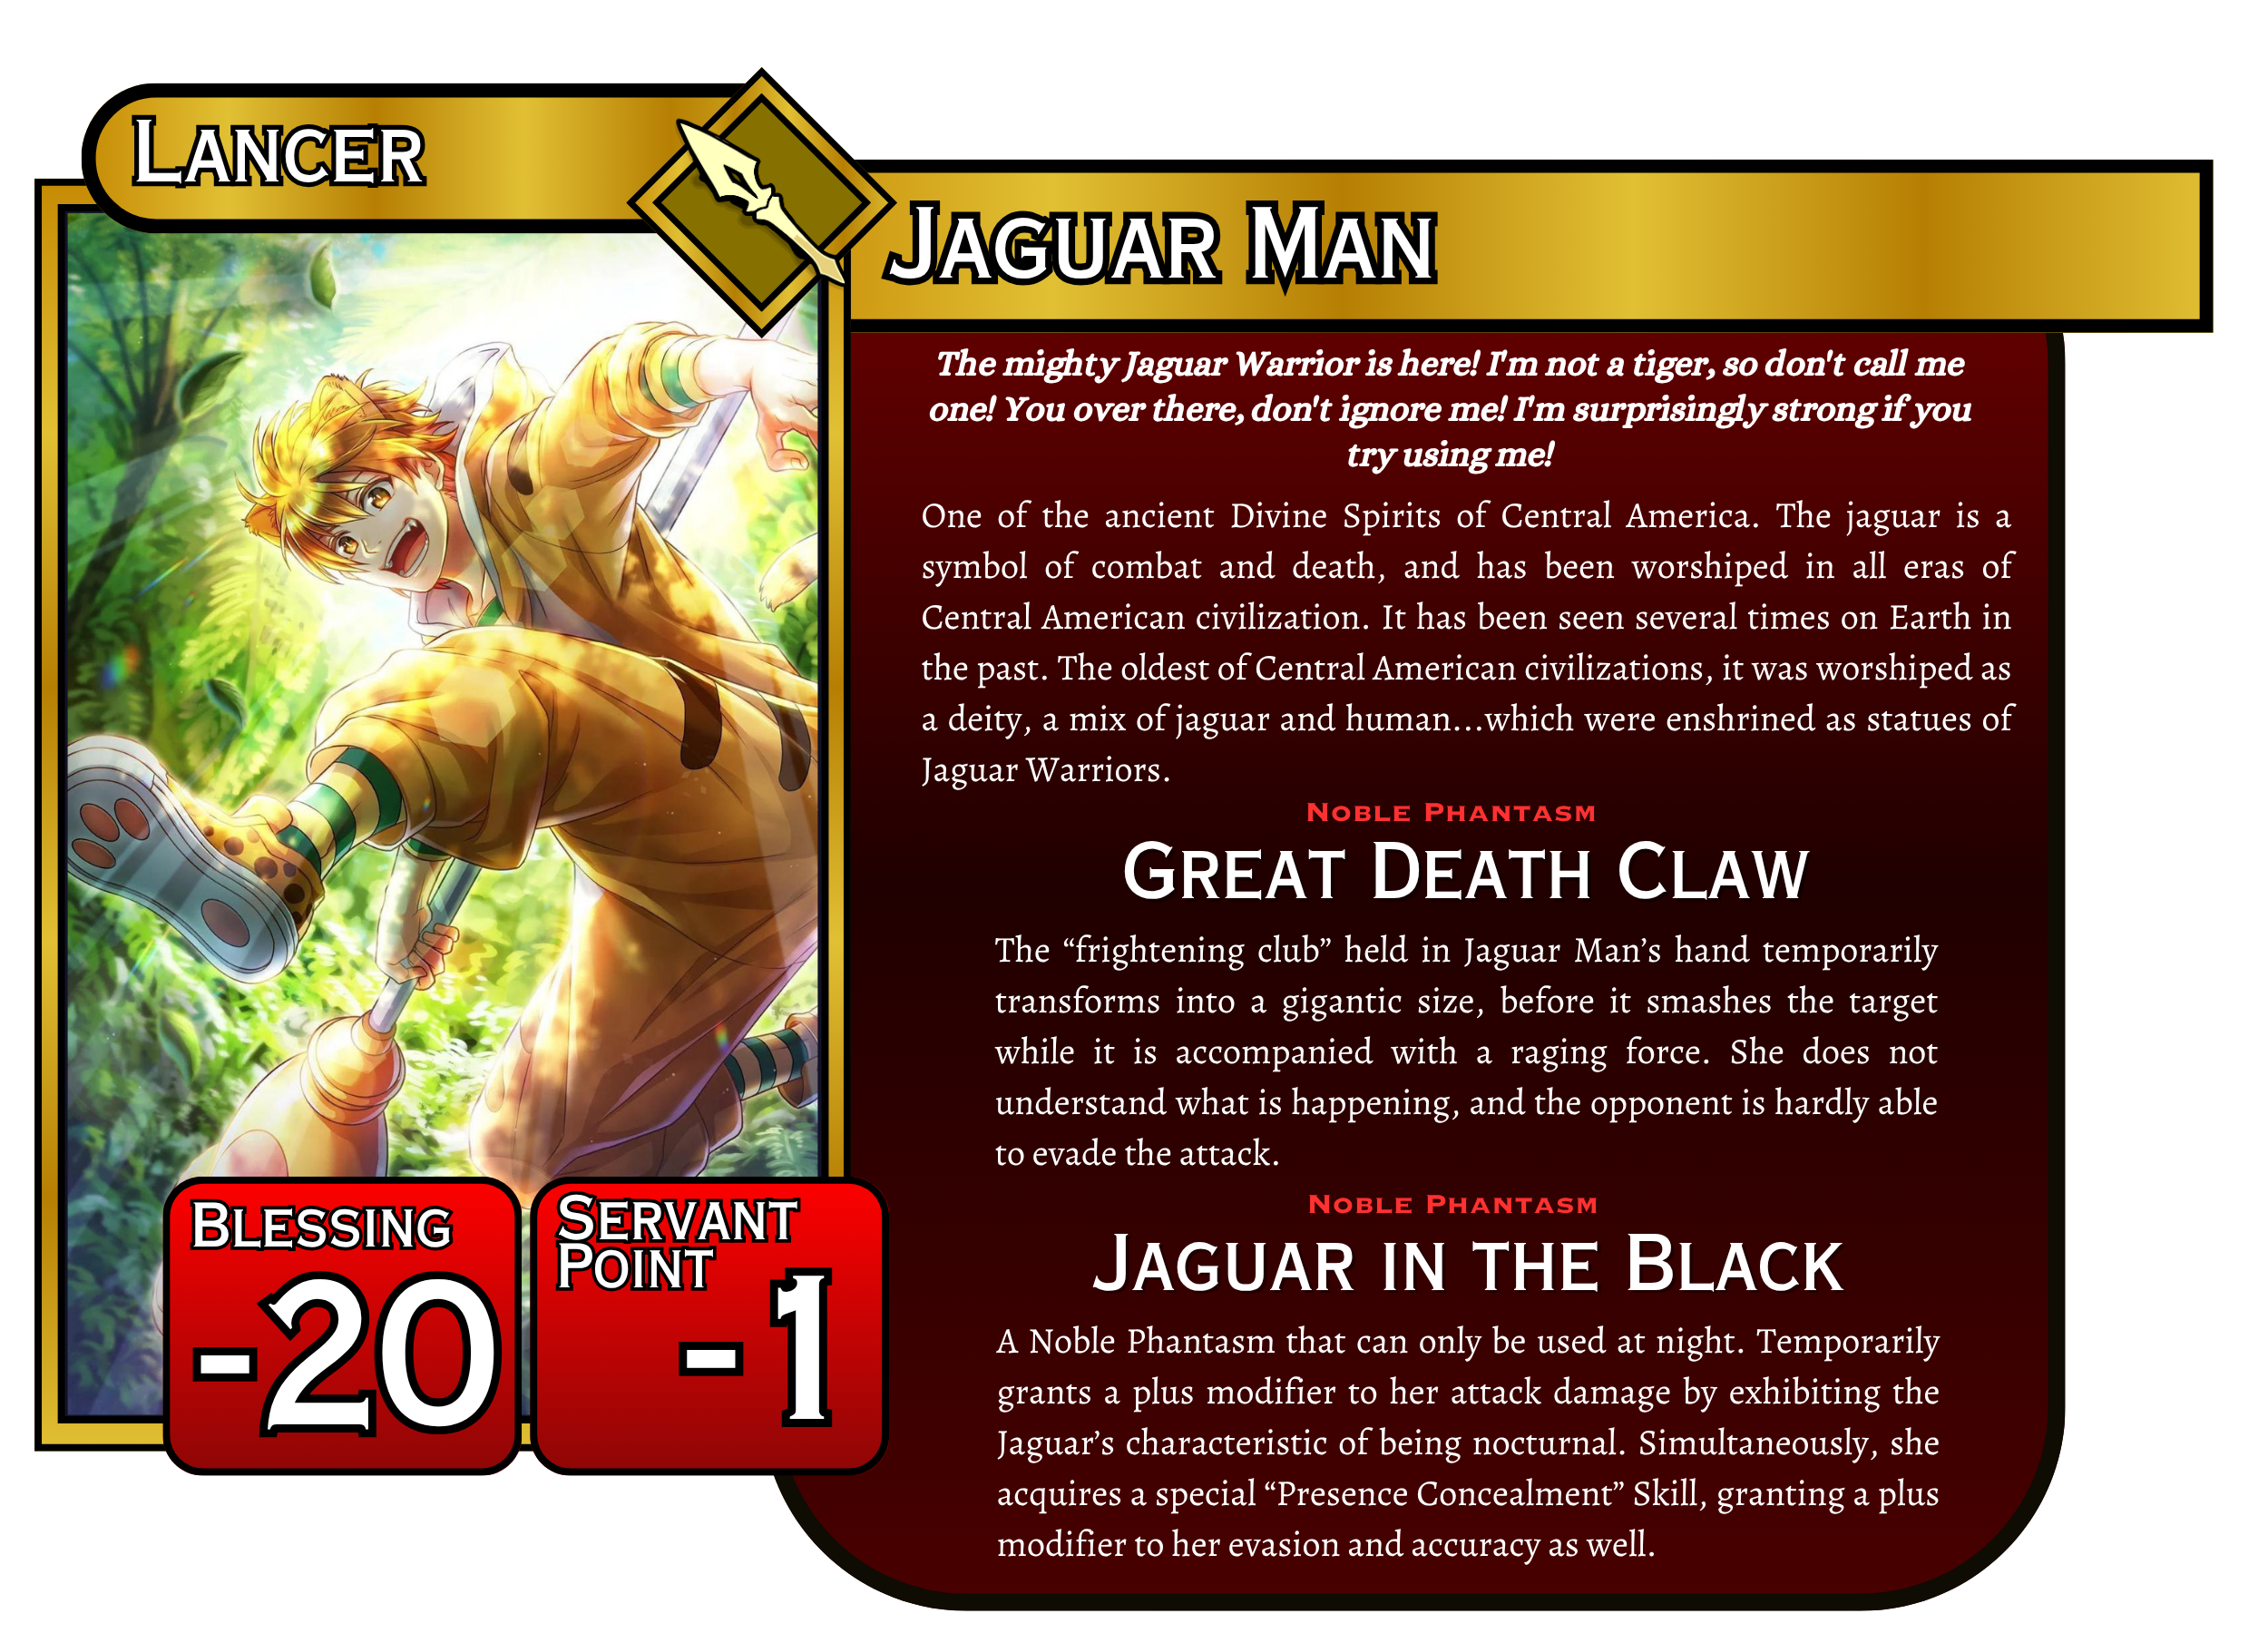 LANCER
JAGUAR MAN
The mighty Jaguar Warrior is here! I'm not a tiger, so don't call me
one! You over there, don't ignore me! I'm surprisingly strong if you
try using me!
One of the ancient Divine Spirits of Central America. The jaguar is a
symbol of combat and death, and has been worshiped in all eras of
Central American civilization. It has been seen several times on Earth in
the past. The oldest of Central American civilizations, it was worshiped as
a deity, a mix of jaguar and human...which were enshrined as statues of
Jaguar Warriors.
NOBLE PHANTASM
GREAT DEATH CLAW
The “frightening club” held in Jaguar Man’s hand temporarily
transforms into a gigantic size, before it smashes the target
while it is accompanied with a raging force. She does not
understand what is happening, and the opponent is hardly able
to evade the attack.
NOBLE PHANTASM
JAGUAR IN THE BLACK
A Noble Phantasm that can only be used at night. Temporarily
grants a plus modifier to her attack damage by exhibiting the
Jaguar’s characteristic of being nocturnal. Simultaneously, she
acquires a special “Presence Concealment” Skill, granting a plus
modifier to her evasion and accuracy as well.
BLESSING
-20
SERVANT
POINT
-1